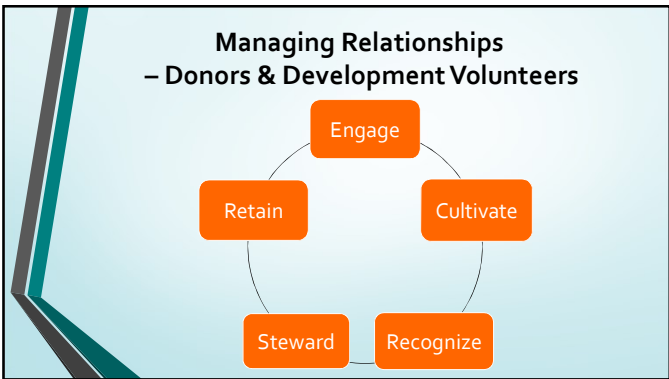 Managing Relationships
– Donors & Development Volunteers
Engage
Cultivate
Recognize
Steward
Retain